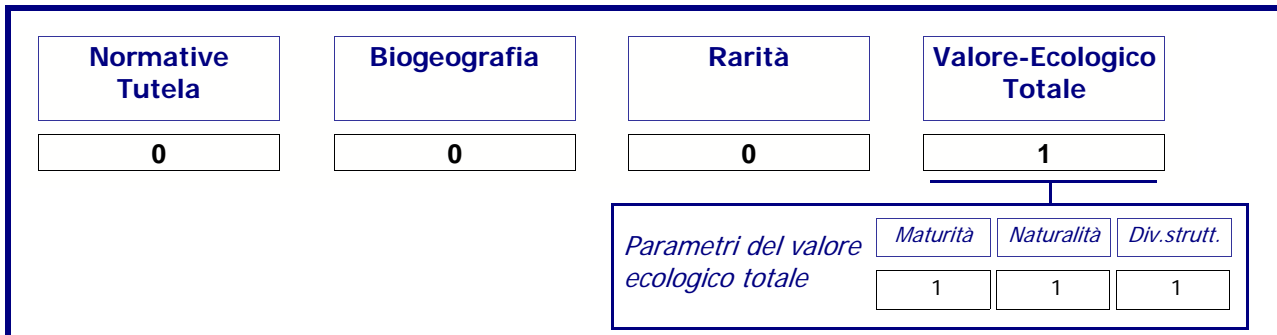 Normative
Tutela
Biogeografia
Rarità
Valore-Ecologico
Totale
0
0
0
1
Parametri del valore
ecologico totale
Maturità
Naturalità
Div.strutt.
1
1
1